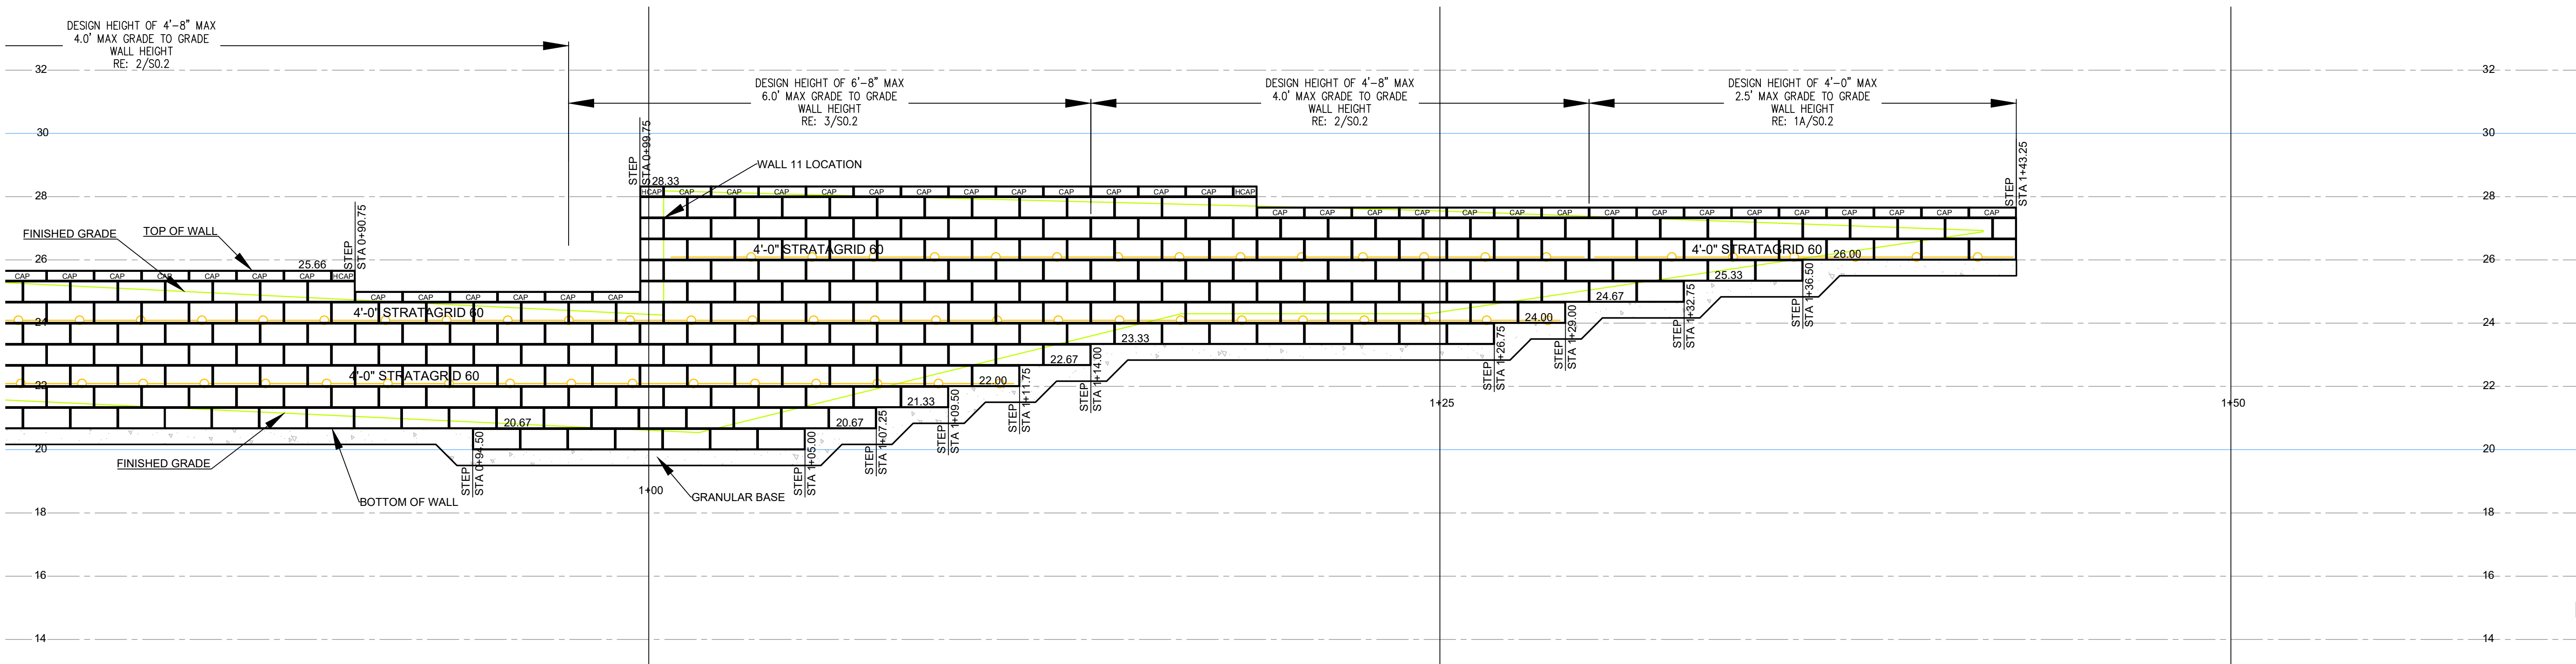 DESIGN HEIGHT OF 4'-8" MAX
4.0' MAX GRADE TO GRADE
WALL HEIGHT
RE: 2/S0.2
DESIGN HEIGHT OF 6'-8" MAX
6.0' MAX GRADE TO GRADE
WALL HEIGHT
RE: 3/S0.2
DESIGN HEIGHT OF 4'-8" MAX
4.0' MAX GRADE TO GRADE
WALL HEIGHT
RE: 2/S0.2
DESIGN HEIGHT OF 4'-0" MAX
2.5' MAX GRADE TO GRADE
WALL HEIGHT
RE: 1A/S0.2
32 32
30 30
STEP
STA 0+99.75
WALL 11 LOCATION
STEP
STA 1+43.25
28 28
28.33
HCAP CAP CAP CAP CAP CAP CAP CAP CAP CAP CAP CAP CAP HCAP
CAP CAP CAP CAP CAP CAP CAP CAP CAP CAP CAP CAP CAP CAP CAP CAP
FINISHED GRADE
TOP OF WALL
STEP
STA 0+90.75
4'-0" STRATAGRID 60
4'-0" STRATAGRID 60
26 26
25.66
26.00
CAP CAP CAP CAP CAP CAP CAP HCAP
25.33
STEP
STA 1+36.50
CAP CAP CAP CAP CAP CAP
24.67
STEP
STA 1+32.75
4'-0" STRATAGRID 60
24 24
24.00
STEP
STA 1+29.00
23.33
STEP
STA 1+26.75
22.67
STEP
STA 1+14.00
4'-0" STRATAGRID 60
22 22
22.00
STEP
STA 1+11.75
21.33
STEP
STA 1+09.50
1+25
1+50
20.67
20.67
STEP
STA 1+07.25
20 20
STEP
STA 0+94.50
STEP
STA 1+05.00
FINISHED GRADE
1+00
BOTTOM OF WALL
GRANULAR BASE
18 18
16 16
14 14